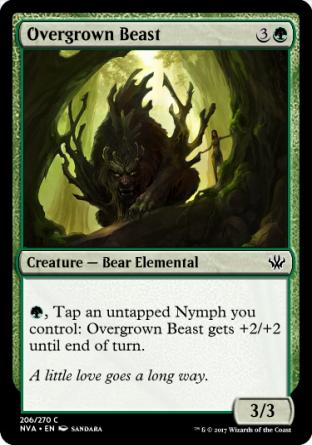 Overgrown Beast 3
Creature — Bear Elemental
, Tap an untapped Nymph you
control: Overgrown Beast gets +2/+2
until end of turn.
A little love goes a long way.
3/3
206/270 C
NVA • EN SANDARA
™ & © 2017 Wizards of the Coast